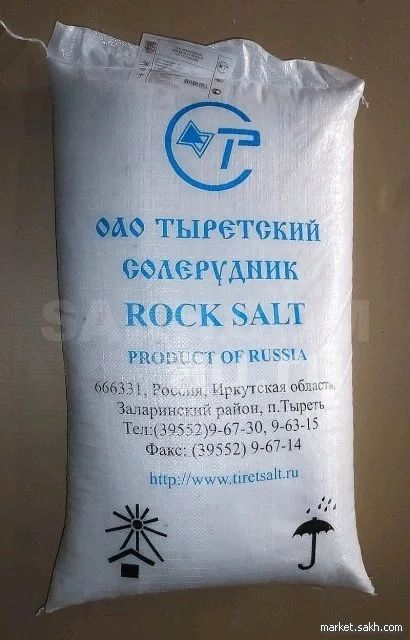 ОАО ТЫРЕТСКИЙ
СОЛЕРУДНИК
ROCK SALT
PRODUCT OF RUSSIA
666331, Россия, Иркутская область,
Заларинский район, п.Тыреть
Тел:(39552)9-67-30, 9-63-15
Факс: (39552) 9-67-14
http://www.tiretsalt.ru
market.sakh.com